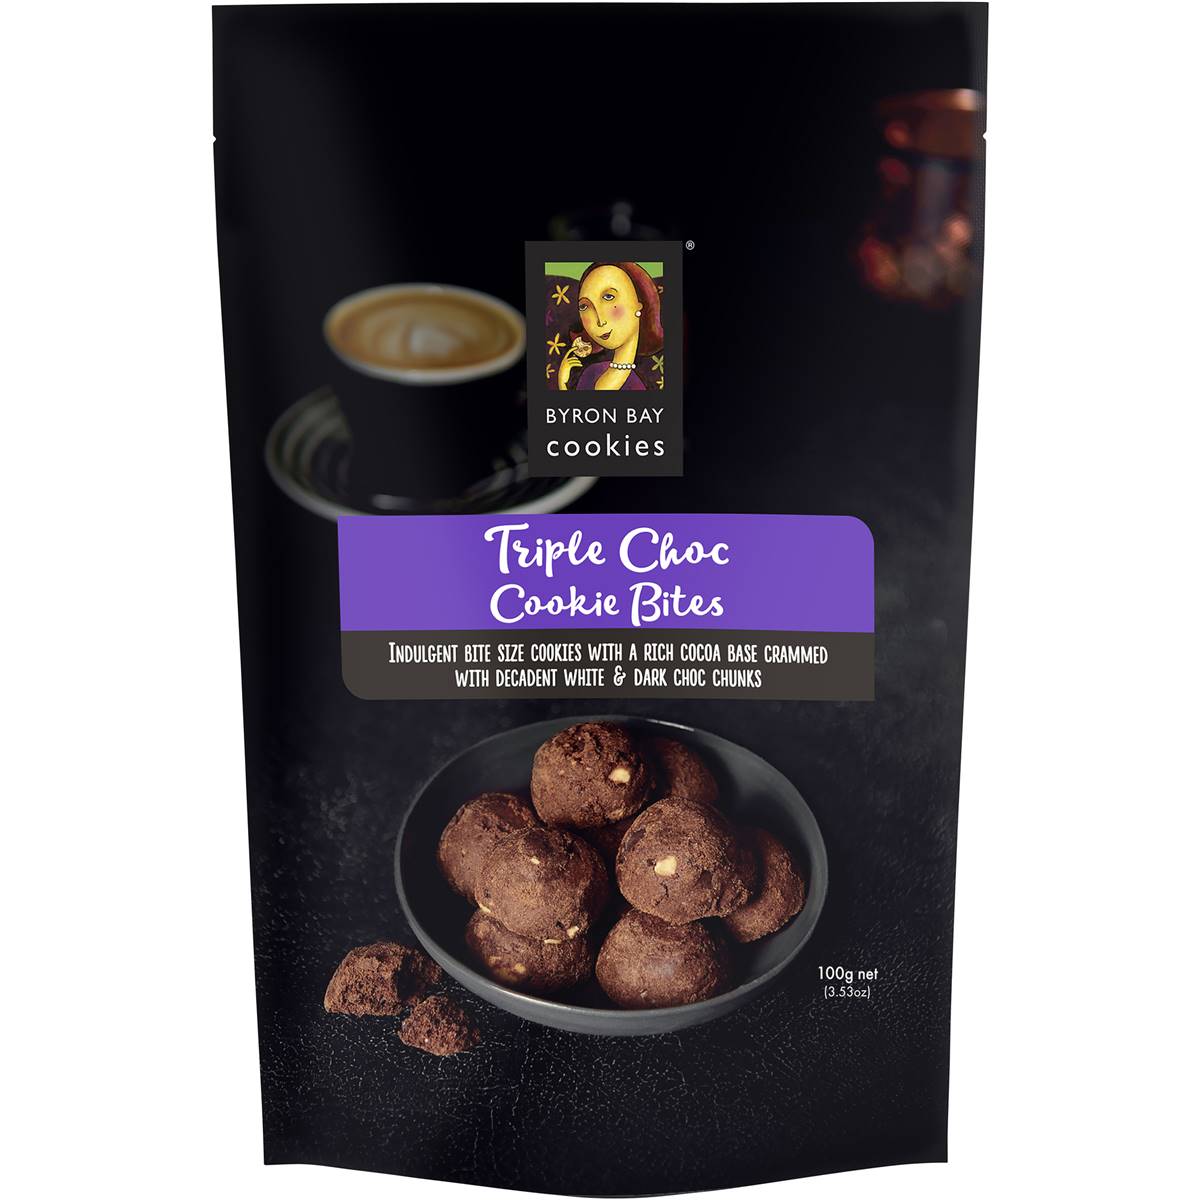 ®
BYRON BAY
cookies
Triple Choc
Cookie Bites
INDULGENT BITE SIZE COOKIES WITH A RICH COCOA BASE CRAMMED
WITH DECADENT WHITE & DARK CHOC CHUNKS
100g net
(3.53oz)